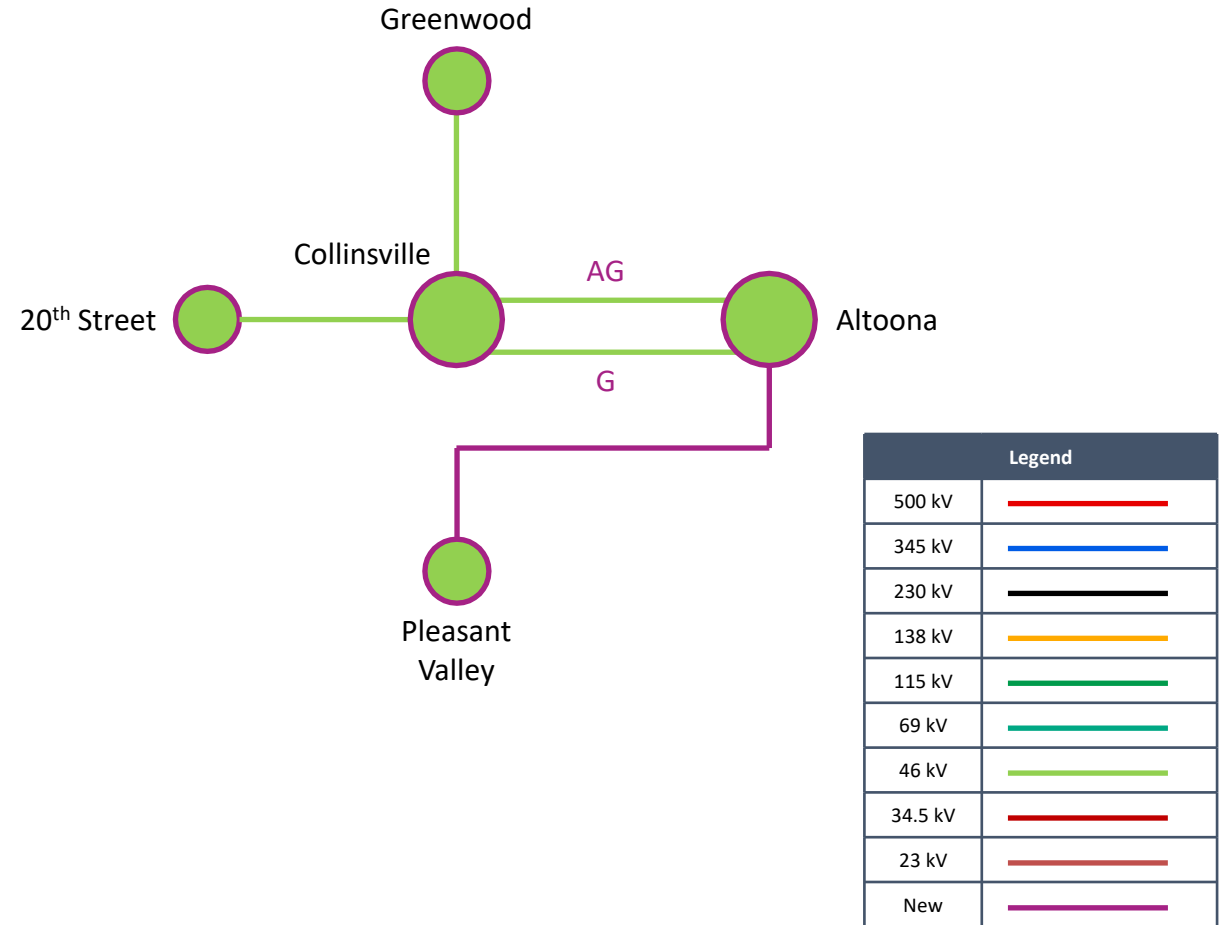 Greenwood
Collinsville
AG
20th Street
Altoona
G
Pleasant
Valley
Legend
500 kV
345 kV
230 kV
138 kV
115 kV
69 kV
46 kV
34.5 kV
23 kV
New